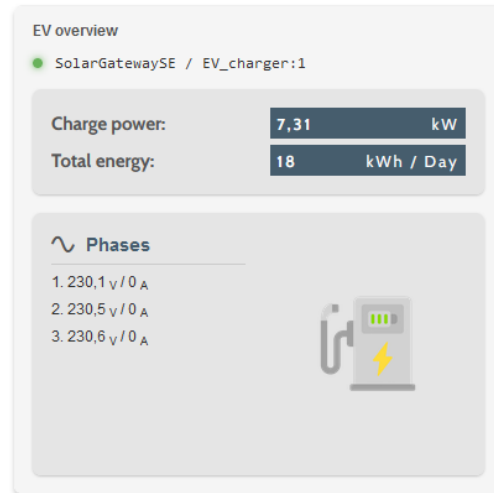 EV overview
SolarGatewaySE / EV_charger:1
Charge power: 7,31 kW
Total energy: 18 kWh / Day
Phases
1. 230,1 V / 0 A
2. 230,5 V / 0 A
3. 230,6 V / 0 A